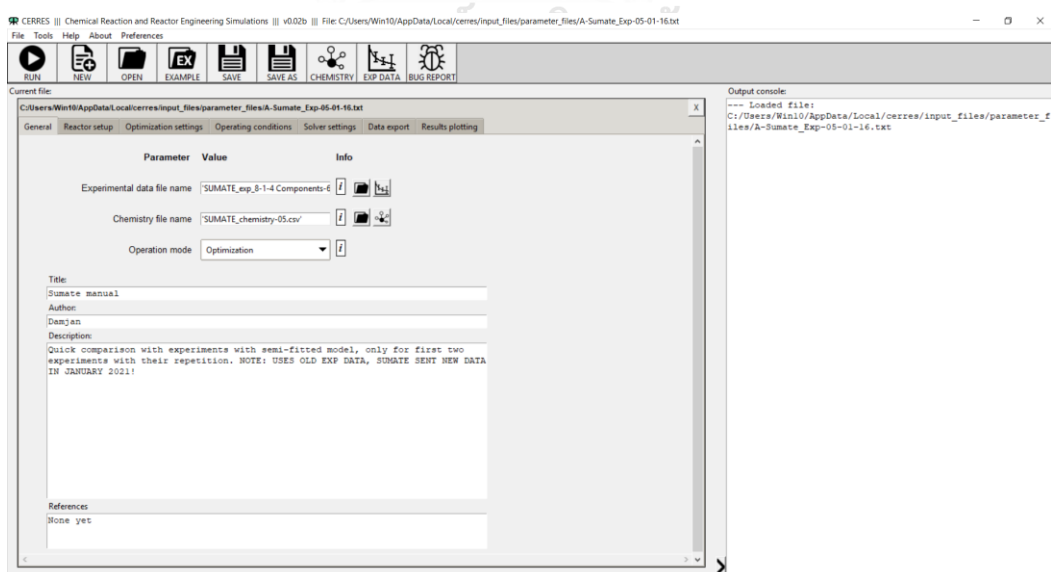 CERRES ||| Chemical Reaction and Reactor Engineering Simulations ||| v0.02b ||| File: C:/Users/Win10/AppData/Local/cerres/input_files/parameter_files/A-Sumate_Exp-05-01-16.txt
File Tools Help About Preferences
EX
RUN NEW OPEN EXAMPLE SAVE SAVE AS CHEMISTRY EXP DATA BUG REPORT
Current file:
C:/Users/Win10/AppData/Local/cerres/input_files/parameter_files/A-Sumate_Exp-05-01-16.txt X
General Reactor setup Optimization settings Operating conditions Solver settings Data export Results plotting
Parameter Value Info
Experimental data file name 'SUMATE_exp_8-1-4 Components-6 i
Chemistry file name 'SUMATE_chemistry-05.csv' i
Operation mode Optimization i
Title:
Sumate manual
Author:
Damjan
Description:
Quick comparison with experiments with semi-fitted model, only for first two
experiments with their repetition. NOTE: USES OLD EXP DATA, SUMATE SENT NEW DATA
IN JANUARY 2021!
References
None yet
Output console:
--- Loaded file:
C:/Users/Win10/AppData/Local/cerres/input_files/parameter_f
iles/A-Sumate_Exp-05-01-16.txt